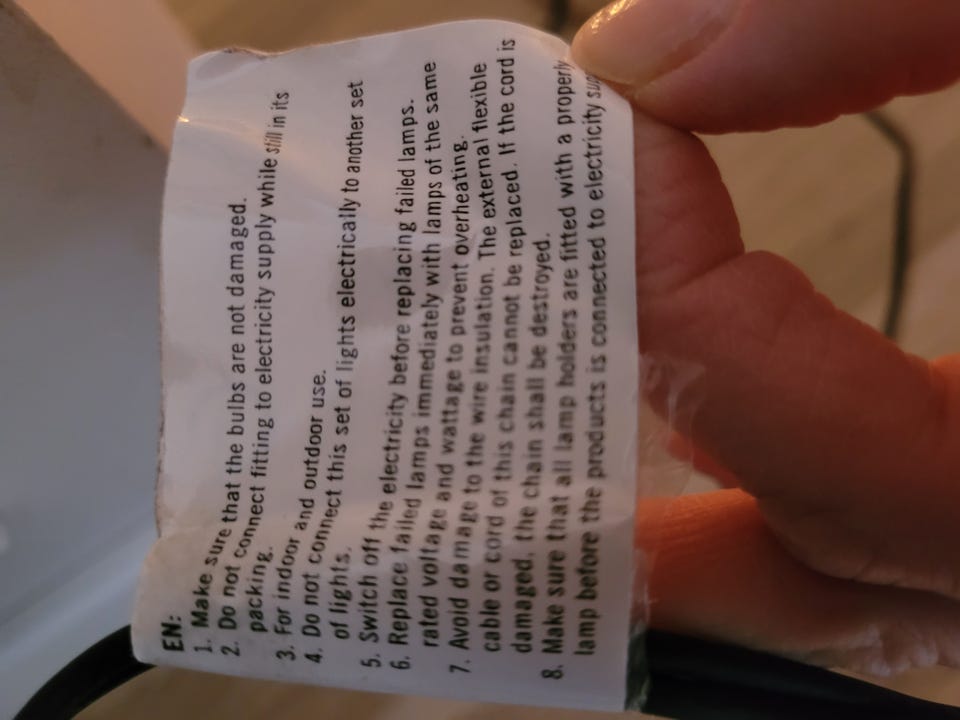 EN:
1. Make sure that the bulbs are not damaged.
2. Do not connect fitting to electricity supply while still in its
packing.
3. For indoor and outdoor use.
4. Do not connect this set of lights electrically to another set
of lights.
5. Switch off the electricity before replacing failed lamps.
6. Replace failed lamps immediately with lamps of the same
rated voltage and wattage to prevent overheating.
7. Avoid damage to the wire insulation. The external flexible
cable or cord of this chain cannot be replaced. If the cord is
damaged, the chain shall be destroyed.
8. Make sure that all lamp holders are fitted with a properly
lamp before the products is connected to electricity